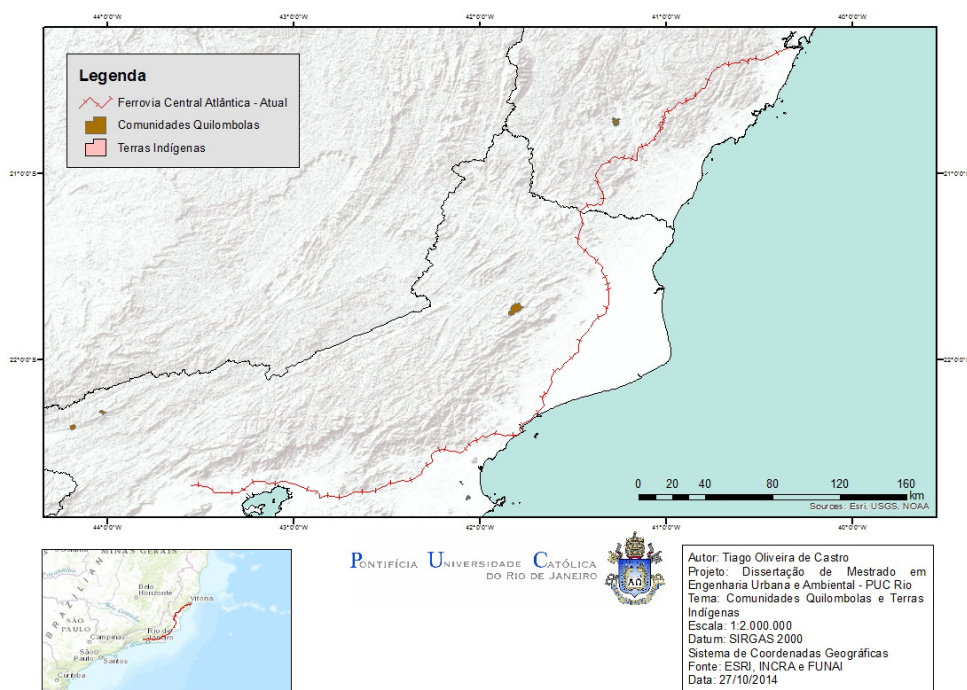 44°0'0"O
43°0'0"O
42°0'0"O
41°0'0"O
40°0'0"O
Legenda
Ferrovia Central Atlântica - Atual
Comunidades Quilombolas
Terras Indígenas
21°0'0"S
21°0'0"S
22°0'0"S
22°0'0"S
0 10 20 40 80 120 160
km
Sources: Esri, USGS, NOAA
44°0'0"O
43°0'0"O
42°0'0"O
41°0'0"O
40°0'0"O
MINAS GERAIS
Belo
Horizonte
Vitória
BRAZILIAN
Rio Grande
SÃO
PAULO
Campinas
Rio de
Janeiro
São
Paulo
Santos
Curitiba
PONTIFÍCIA UNIVERSIDADE CATÓLICA
DO RIO DE JANEIRO
ΑΩ
Autor: Tiago Oliveira de Castro
Projeto: Dissertação de Mestrado em
Engenharia Urbana e Ambiental - PUC Rio
Tema: Comunidades Quilombolas e Terras
Indígenas
Escala: 1:2.000.000
Datum: SIRGAS 2000
Sistema de Coordenadas Geográficas
Fonte: ESRI, INCRA e FUNAI
Data: 27/10/2014